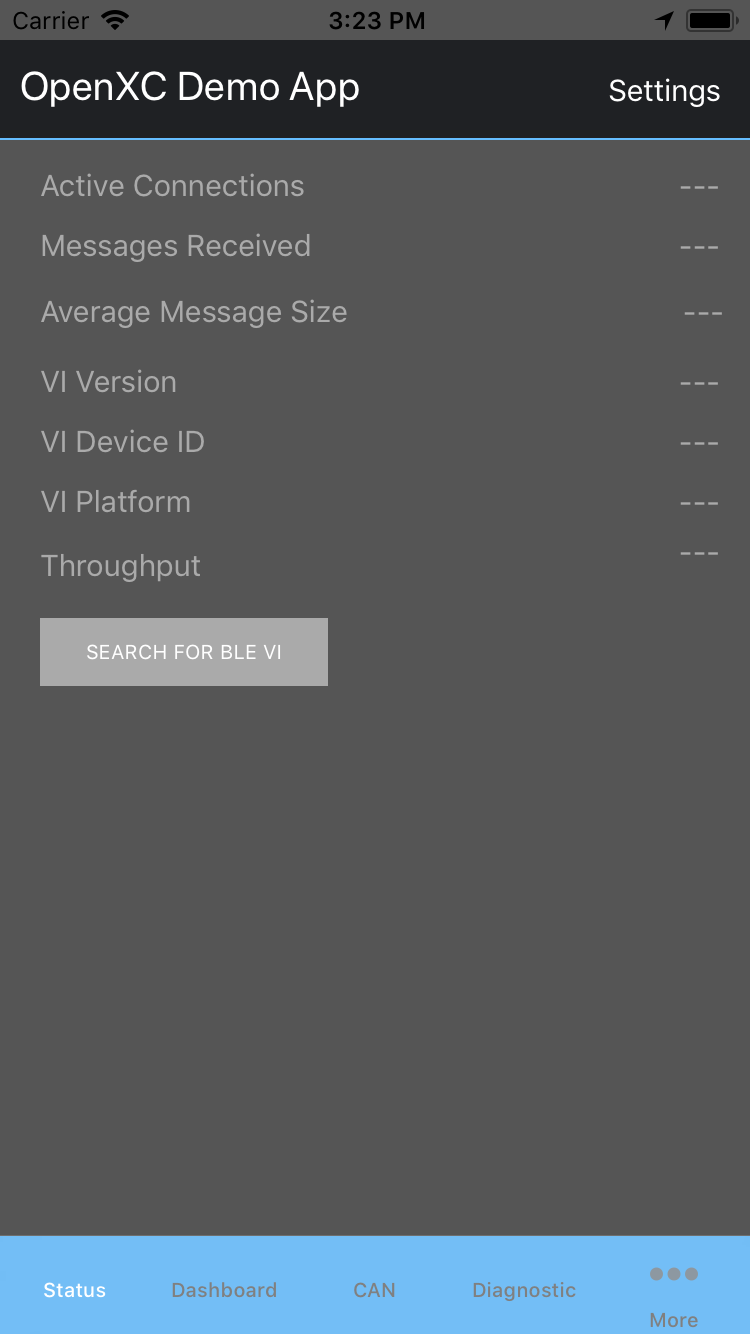 Carrier 3:23 PM
OpenXC Demo App Settings
Active Connections ---
Messages Received ---
Average Message Size ---
VI Version ---
VI Device ID ---
VI Platform ---
Throughput ---
SEARCH FOR BLE VI
Status Dashboard CAN Diagnostic More